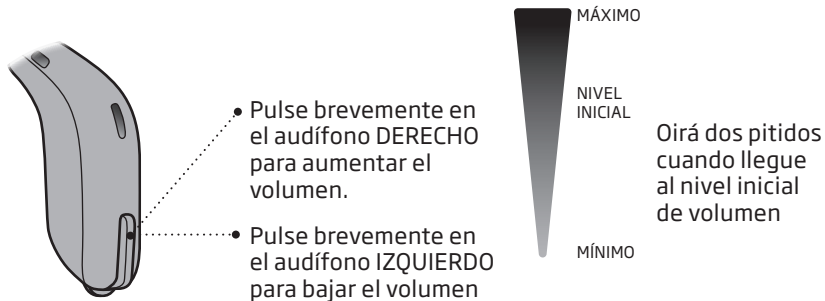 Pulse brevemente en
el audífono DERECHO
para aumentar el
volumen.
Pulse brevemente en
el audífono IZQUIERDO
para bajar el volumen
MÁXIMO
NIVEL
INICIAL
MÍNIMO
Oirá dos pitidos
cuando llegue
al nivel inicial
de volumen